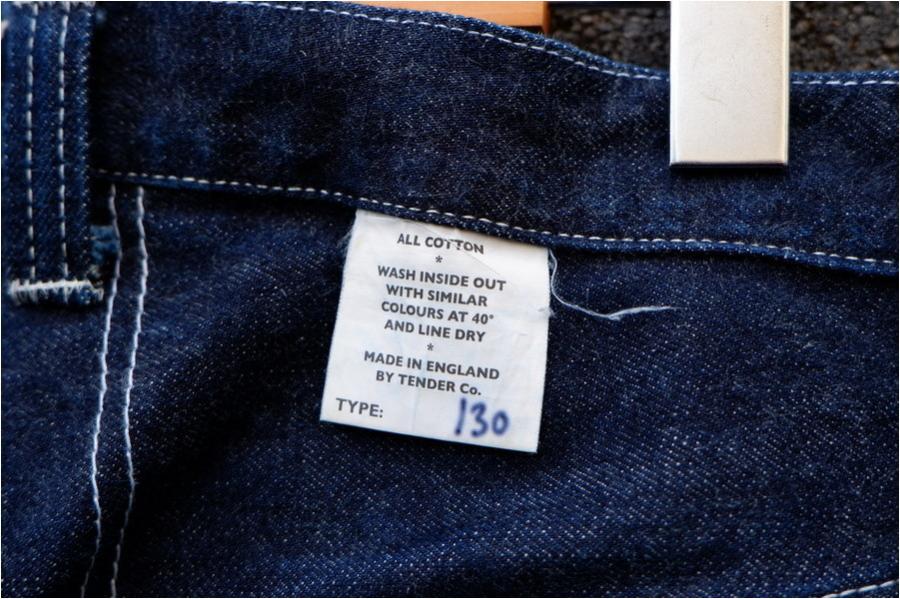 ALL COTTON
*
WASH INSIDE OUT
WITH SIMILAR
COLOURS AT 40°
AND LINE DRY
*
MADE IN ENGLAND
BY TENDER Co.
TYPE: 130